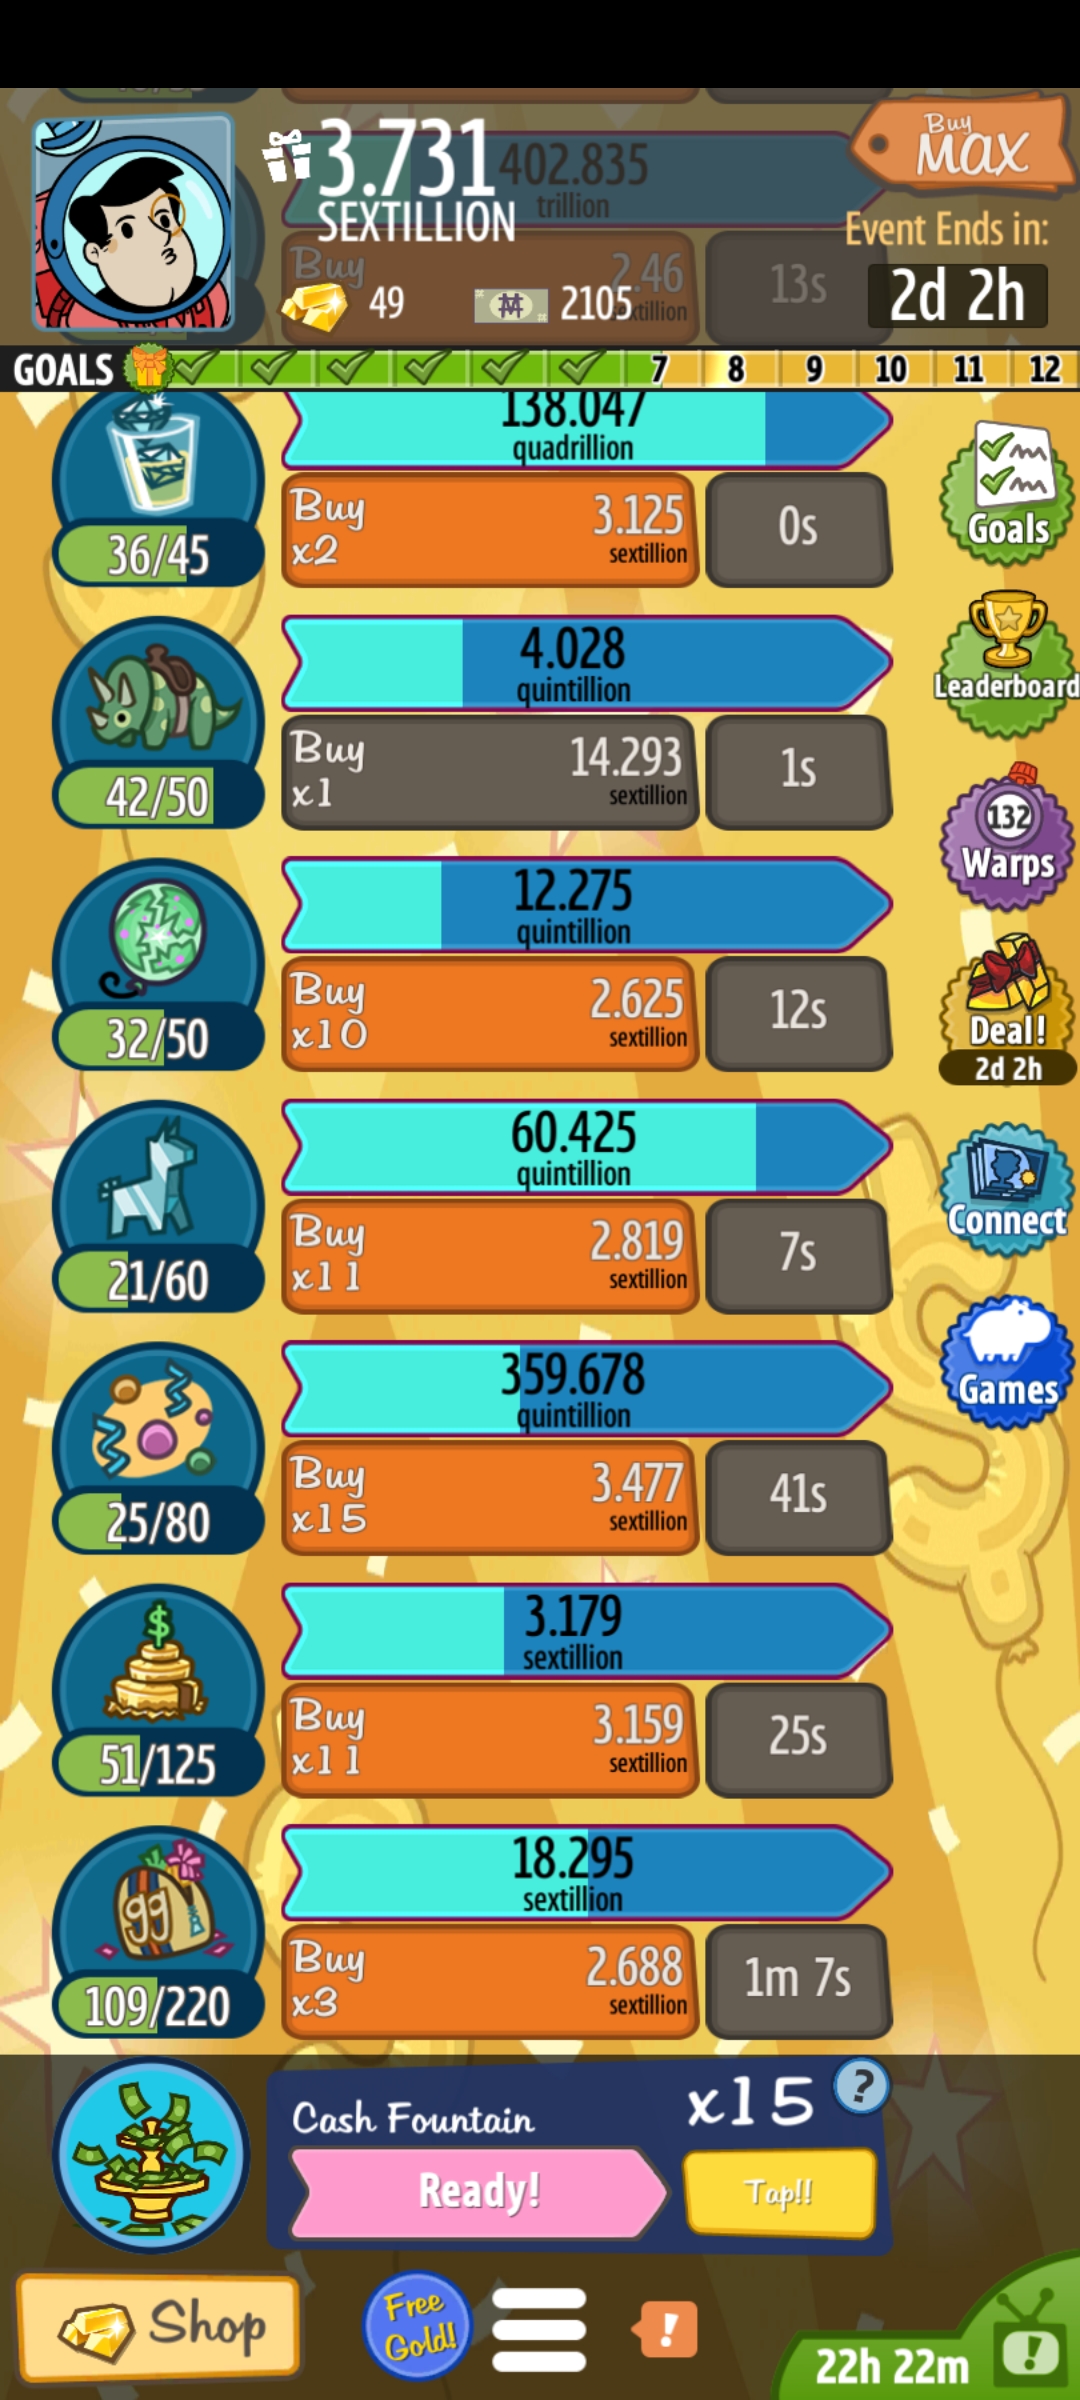 3.731
SEXTILLION
402.835
trillion
Buy
MAX
Event Ends in:
2d 2h
Buy
2.46
13s
49
2105
GOALS
7
8
9
10
11
12
138.047
quadrillion
36/45
Buy
x2
3.125
sextillion
0s
Goals
4.028
quintillion
42/50
Buy
x1
14.293
sextillion
1s
Leaderboard
132
Warps
12.275
quintillion
32/50
Buy
x10
2.625
sextillion
12s
Deal!
2d 2h
60.425
quintillion
21/60
Buy
x11
2.819
sextillion
7s
Connect
359.678
quintillion
25/80
Buy
x15
3.477
sextillion
41s
Games
3.179
sextillion
$
51/125
Buy
x11
3.159
sextillion
25s
18.295
sextillion
99
109/220
Buy
x3
2.688
sextillion
1m 7s
Cash Fountain
x15
?
Ready!
Tap!!
Shop
Free
Gold!
!
22h 22m
!